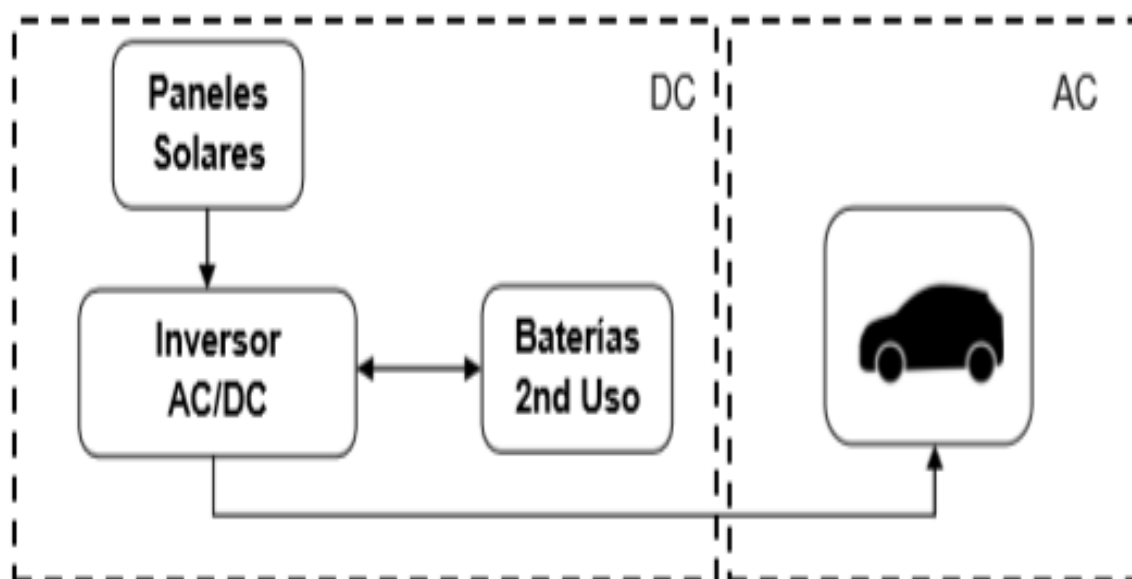 Paneles
Solares
DC
AC
Inversor
AC/DC
Baterías
2nd Uso